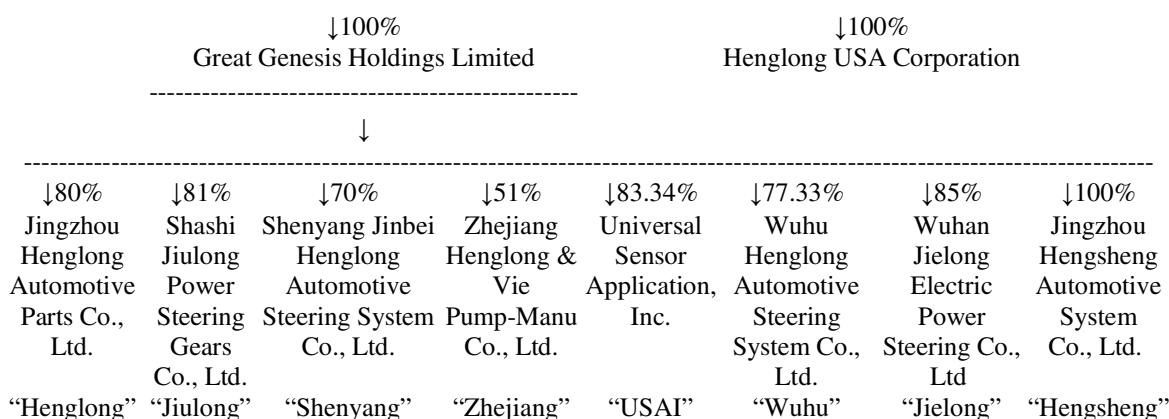 ↓100% ↓100%
Great Genesis Holdings Limited Henglong USA Corporation
-----------------------------------------------
↓
----------------------------------------------------------------------------------------------------------------------------
↓80% ↓81% ↓70% ↓51% ↓83.34% ↓77.33% ↓85% ↓100%
Jingzhou Shashi Shenyang Jinbei Zhejiang Universal Wuhu Wuhan Jingzhou
Henglong Jiulong Henglong Henglong & Sensor Henglong Jielong Hengsheng
Automotive Power Automotive Vie Application, Automotive Electric Automotive
Parts Co., Steering Steering System Pump-Manu Inc. Steering Power System
Ltd. Gears Co., Ltd. Co., Ltd. System Co., Steering Co., Co., Ltd.
Co., Ltd. Ltd. Ltd
“Henglong” “Jiulong” “Shenyang” “Zhejiang” “USAI” “Wuhu” “Jielong” “Hengsheng”